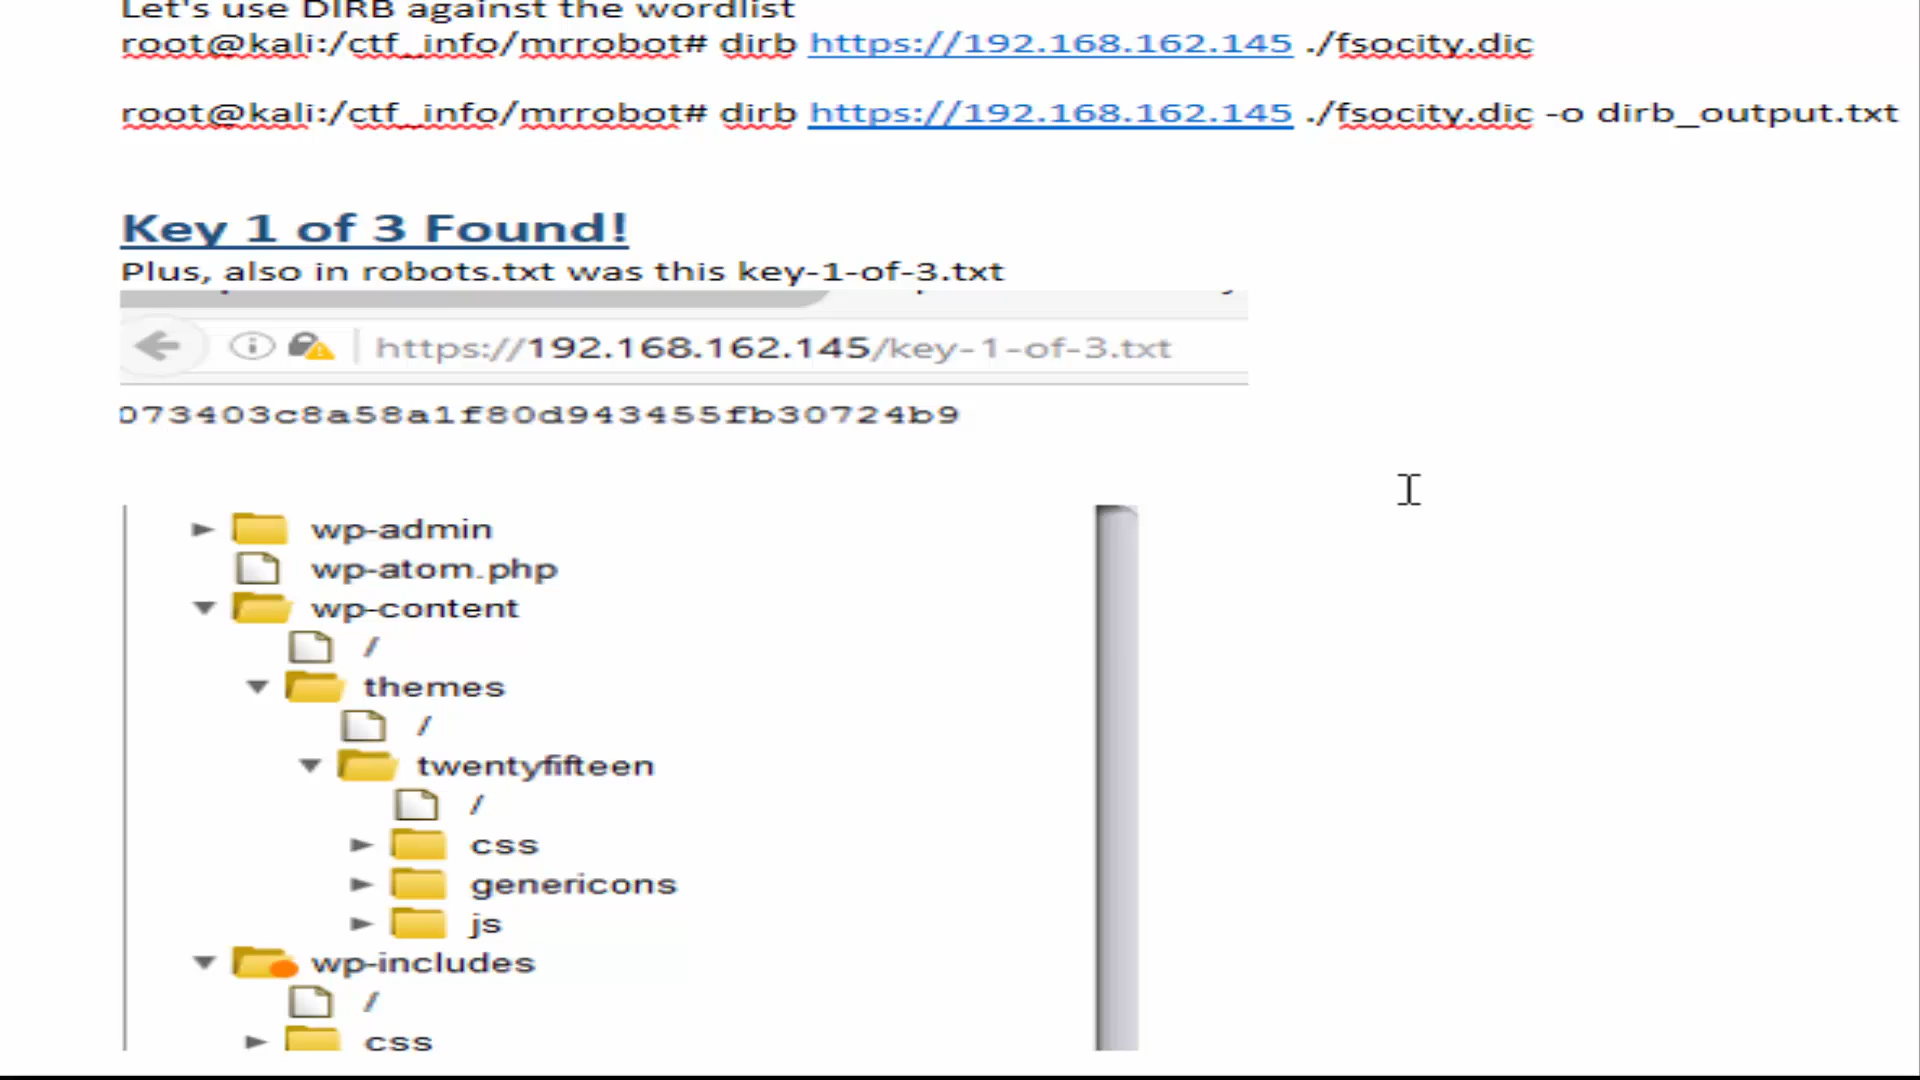 Let's use DIRB against the wordlist
root@kali:/ctf_info/mrrobot# dirb https://192.168.162.145 ./fsocity.dic
root@kali:/ctf_info/mrrobot# dirb https://192.168.162.145 ./fsocity.dic -o dirb_output.txt
Key 1 of 3 Found!
Plus, also in robots.txt was this key-1-of-3.txt
https://192.168.162.145/key-1-of-3.txt
073403c8a58a1f80d943455fb30724b9
wp-admin
wp-atom.php
wp-content
/
themes
/
twentyfifteen
/
css
genericons
js
wp-includes
/
css